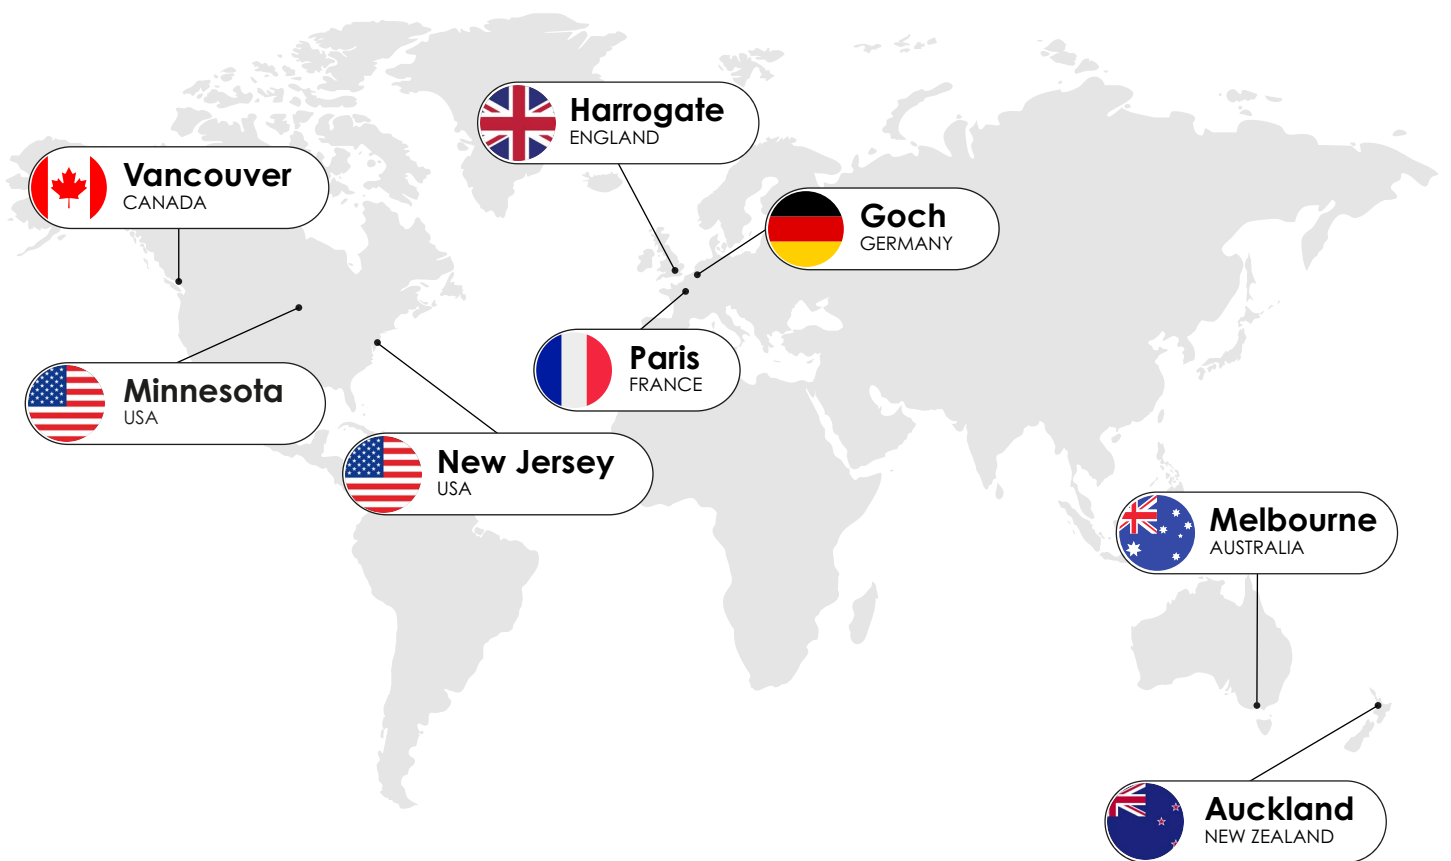 Harrogate
ENGLAND
Vancouver
CANADA
Goch
GERMANY
Paris
FRANCE
Minnesota
USA
New Jersey
USA
Melbourne
AUSTRALIA
Auckland
NEW ZEALAND